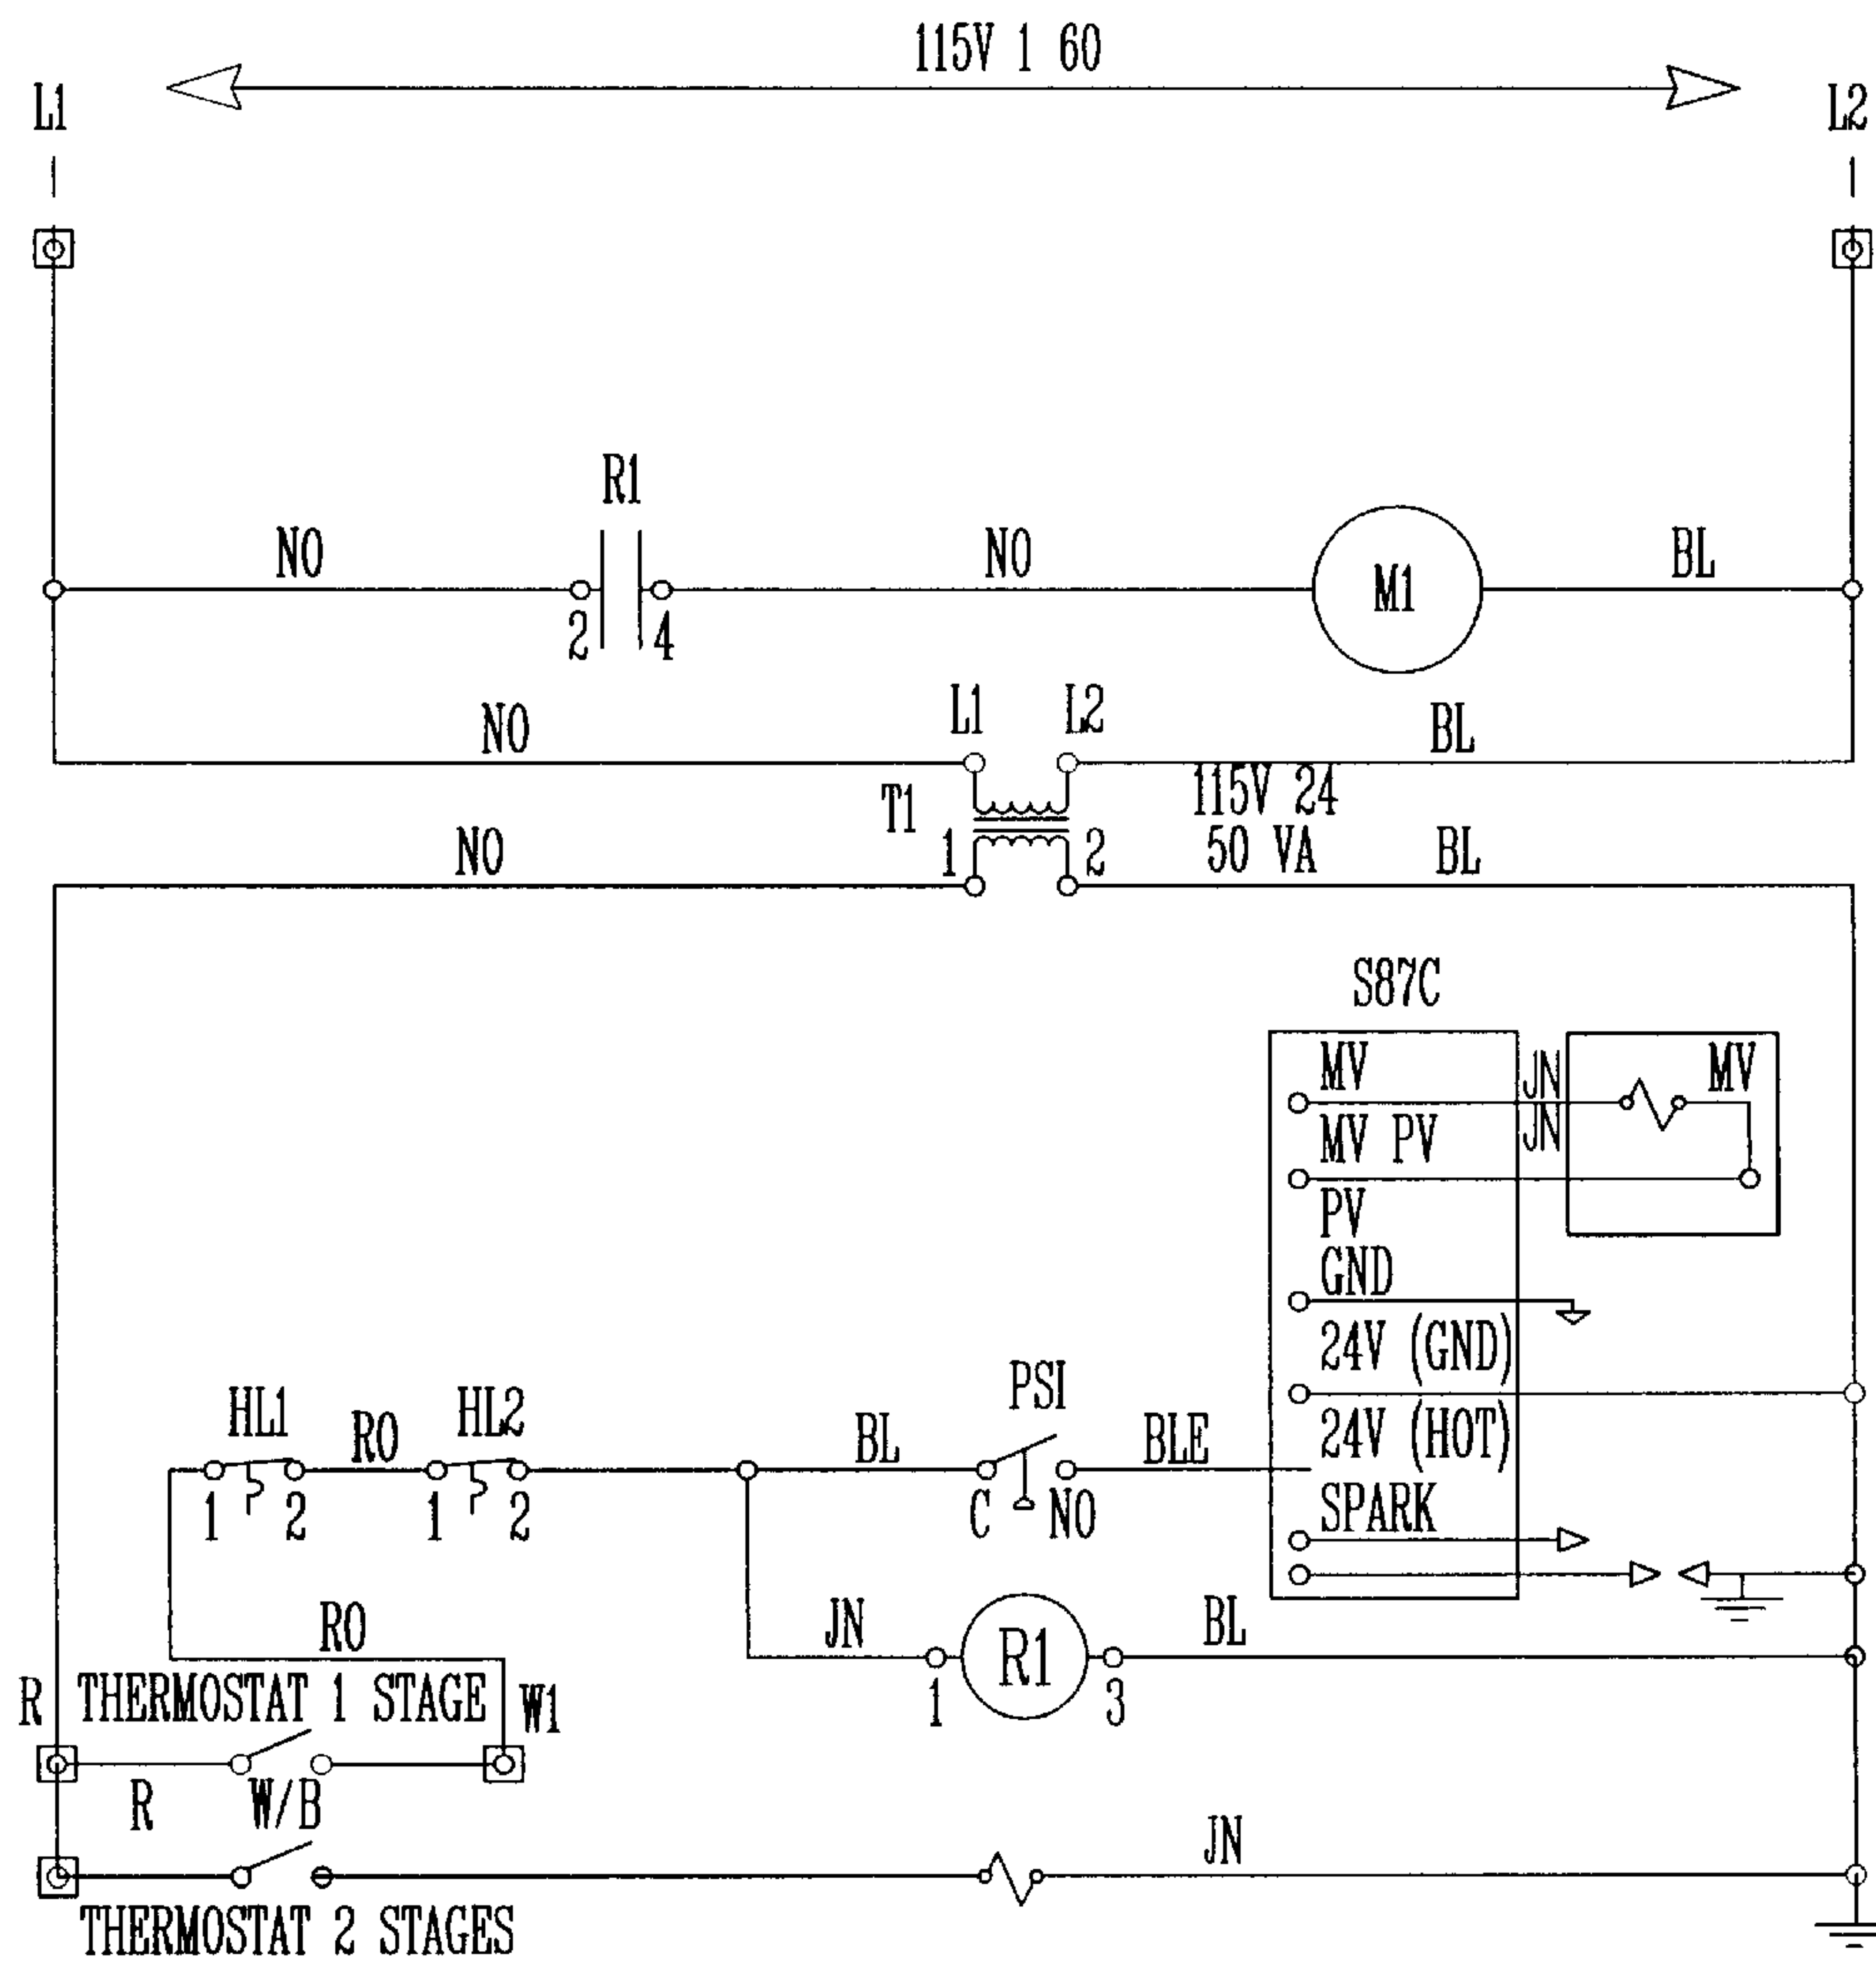 115V 1 60
L1
L2
R1
NO
NO
BL
M1
2
4
L1
L2
NO
BL
T1
115V 24
1
2
50 VA
NO
BL
S87C
MV
JN
MV
MV PV
JN
PV
GND
24V (GND)
PSI
HL1
HL2
RO
BL
BLE
24V (HOT)
1
2
1
2
C
NO
SPARK
RO
JN
R1
BL
1
3
R
THERMOSTAT 1 STAGE
W1
R
W/B
JN
THERMOSTAT 2 STAGES